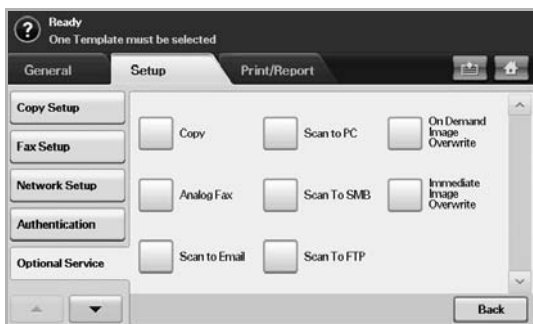 ?
Ready
One Template must be selected
General
Setup
Print/Report
Copy Setup
Fax Setup
Network Setup
Authentication
Optional Service
Copy
Scan to PC
On Demand
Image
Overwrite
Analog Fax
Scan To SMB
Immediate
Image
Overwrite
Scan to Email
Scan To FTP
Back